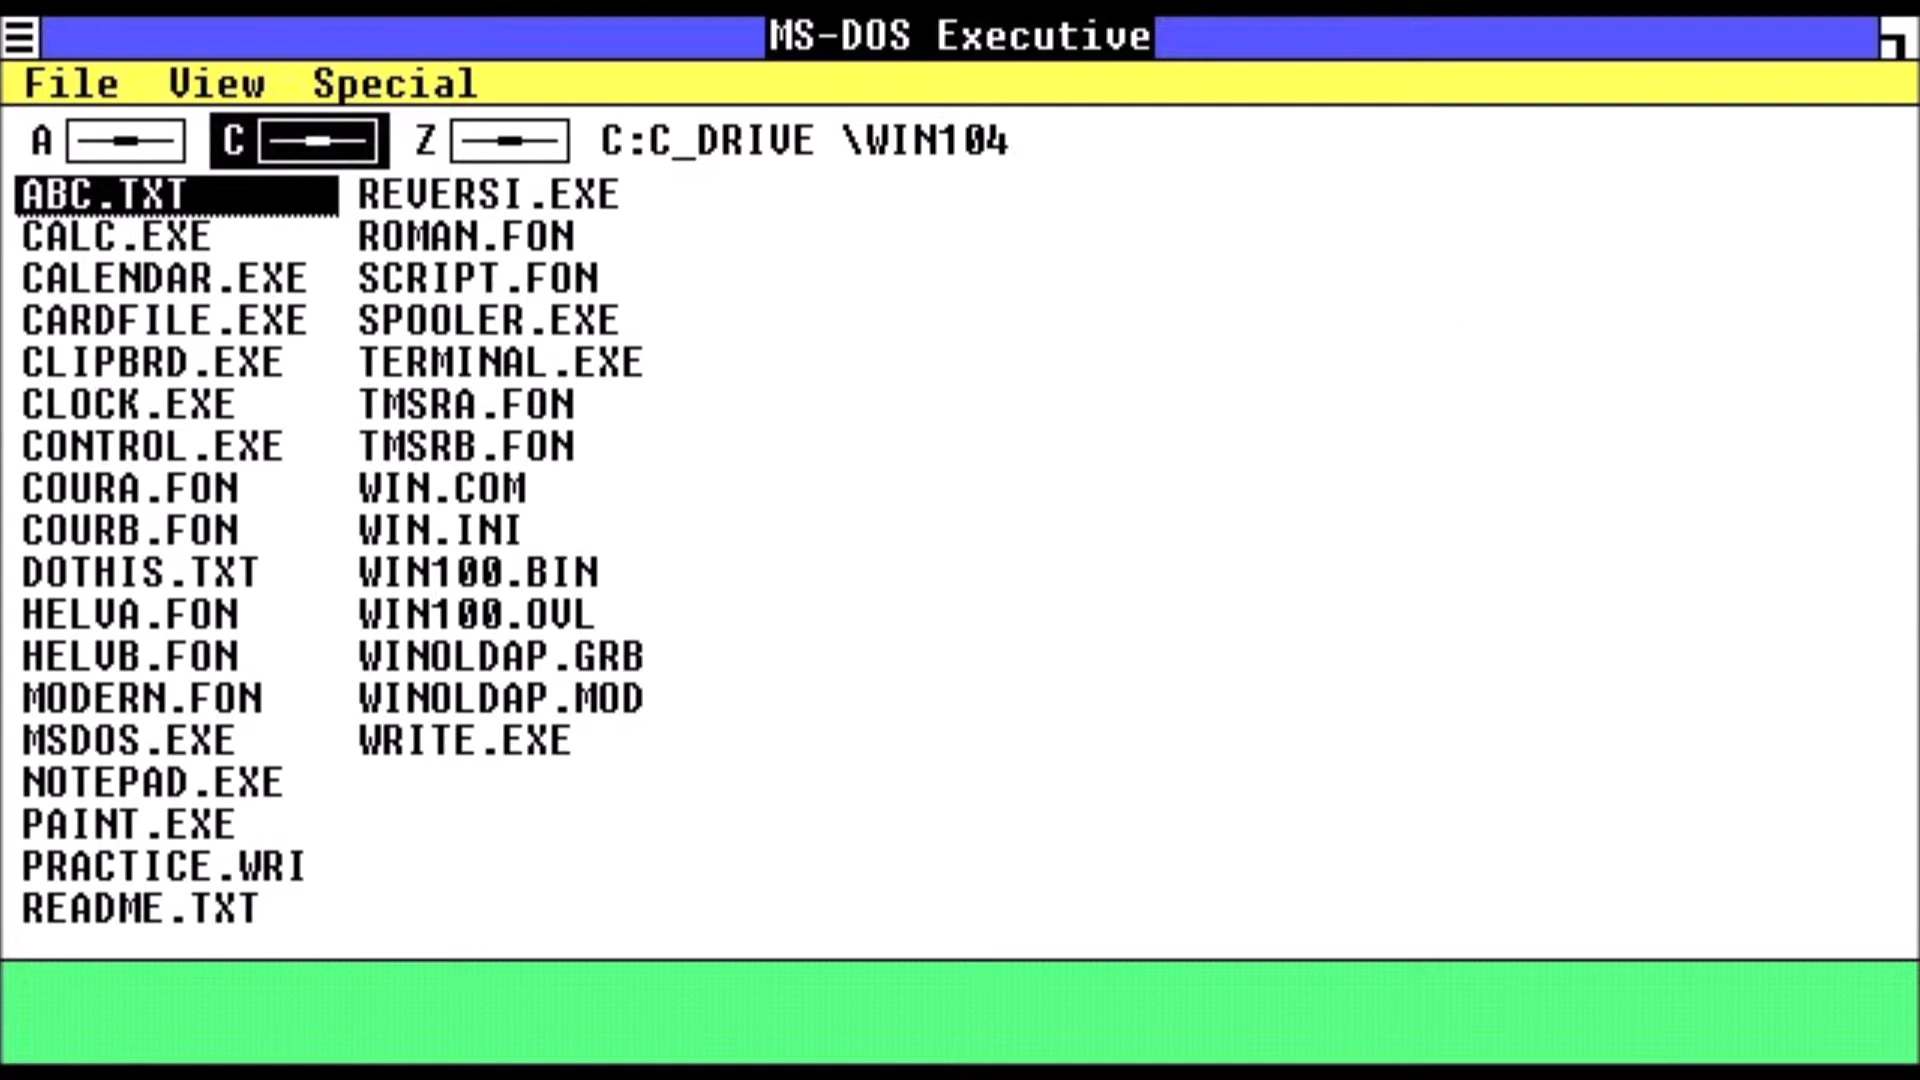 MS-DOS Executive
File View Special
A C Z C:C_DRIVE \WIN104
ABC.TXT
CALC.EXE
CALENDAR.EXE
CARDFILE.EXE
CLIPBRD.EXE
CLOCK.EXE
CONTROL.EXE
COURA.FON
COURB.FON
DOTHIS.TXT
HELVA.FON
HELVB.FON
MODERN.FON
MSDOS.EXE
NOTEPAD.EXE
PAINT.EXE
PRACTICE.WRI
README.TXT
REVERSI.EXE
ROMAN.FON
SCRIPT.FON
SPOOLER.EXE
TERMINAL.EXE
TMSRA.FON
TMSRB.FON
WIN.COM
WIN.INI
WIN100.BIN
WIN100.OVL
WINOLDAP.GRB
WINOLDAP.MOD
WRITE.EXE